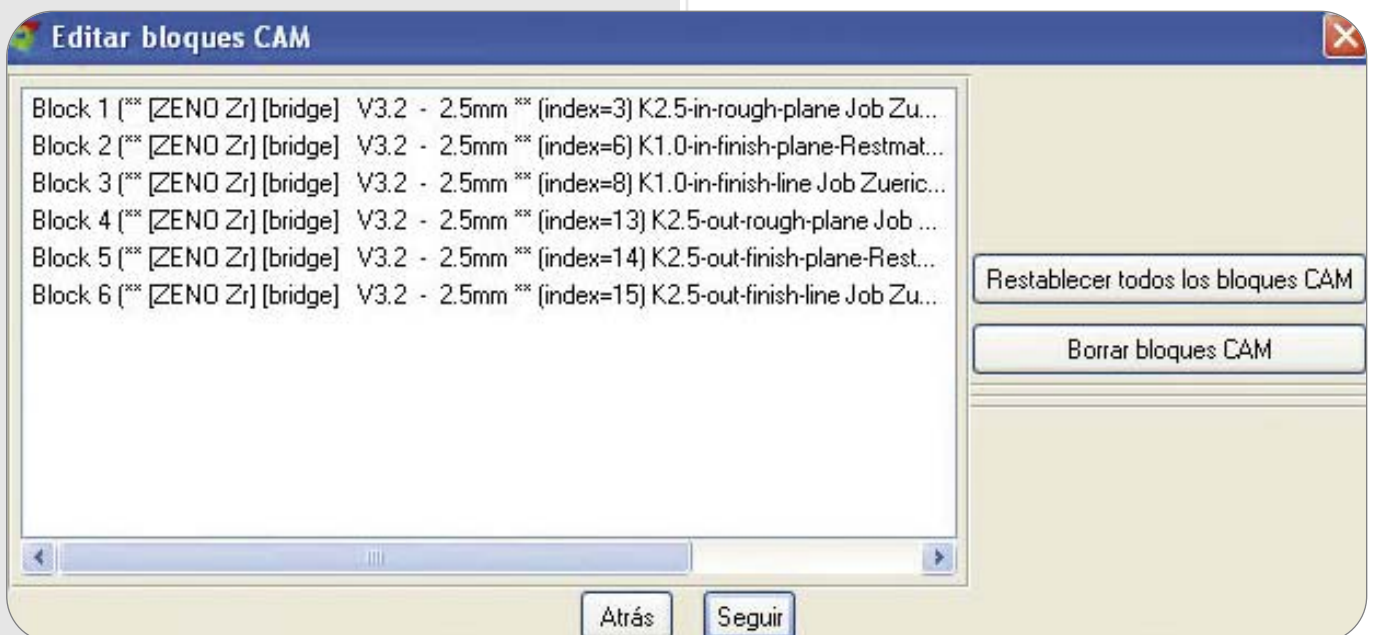 Editar bloques CAM
Block 1 (** [ZENO Zr] [bridge] V3.2 - 2.5mm ** (index=3) K2.5-in-rough-plane Job Zu...
Block 2 (** [ZENO Zr] [bridge] V3.2 - 2.5mm ** (index=6) K1.0-in-finish-plane-Restmat...
Block 3 (** [ZENO Zr] [bridge] V3.2 - 2.5mm ** (index=8) K1.0-in-finish-line Job Zueric...
Block 4 (** [ZENO Zr] [bridge] V3.2 - 2.5mm ** (index=13) K2.5-out-rough-plane Job ...
Block 5 (** [ZENO Zr] [bridge] V3.2 - 2.5mm ** (index=14) K2.5-out-finish-plane-Rest...
Block 6 (** [ZENO Zr] [bridge] V3.2 - 2.5mm ** (index=15) K2.5-out-finish-line Job Zu...
Restablecer todos los bloques CAM
Borrar bloques CAM
Atrás
Seguir